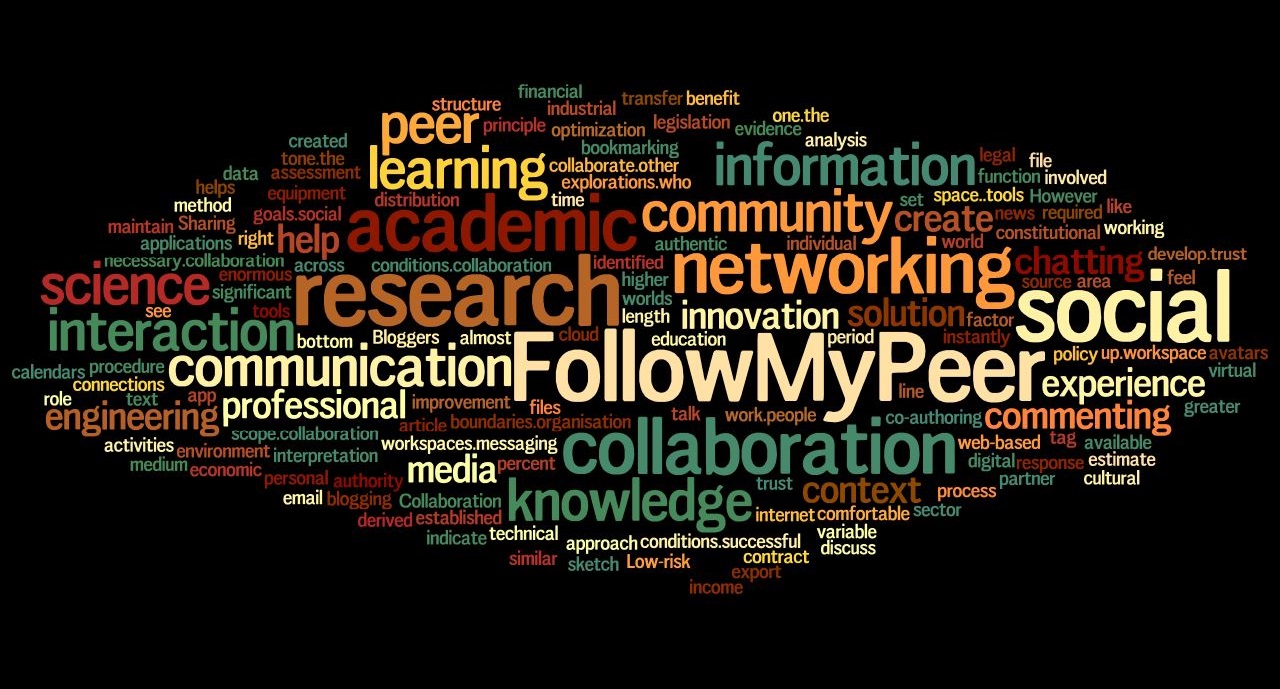 financial
structure
industrial
transfer
benefit
peer
principle
optimization
legislation
evidence
one.the
created
bookmarking
analysis
tone.the
learning
collaborate.other
information
legal
file
data
assessment
explorations.who
function
involved
helps
equipment
distribution
time
set
space..tools
However
method
goals.social
academic
community
create
news
required
like
maintain
Sharing
constitutional
working
applications
right
help
authentic
individual
world
necessary.collaboration
across
conditions.collaboration
identified
networking
chatting
develop.trust
science
enormous
research
higher
source
area
feel
significant
worlds
social
see
tools
length
innovation
solution
factor
interaction
bottom
Bloggers
almost
cloud
education
period
instantly
calendars
procedure
communication
FollowMyPeer
policy
up.workspace
avatars
connections
experience
virtual
role
text
app
professional
improvement
files
line
greater
engineering
article
boundaries.organisation
talk
work.people
co-authoring
commenting
activities
scope.collaboration
workspaces.messaging
collaboration
web-based
tag
available
environment
interpretation
medium
economic
media
percent
digital
response
estimate
personal
authority
trust
context
process
partner
cultural
email
blogging
Collaboration
knowledge
internet
comfortable
sector
derived
established
indicate
technical
approach
conditions.successful
variable
discuss
similar
sketch
Low-risk
contract
export
income